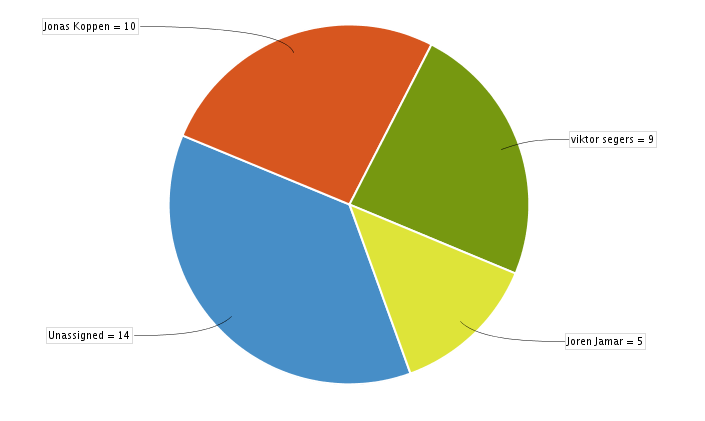 Jonas Koppen = 10
viktor segers = 9
Unassigned = 14
Joren Jamar = 5